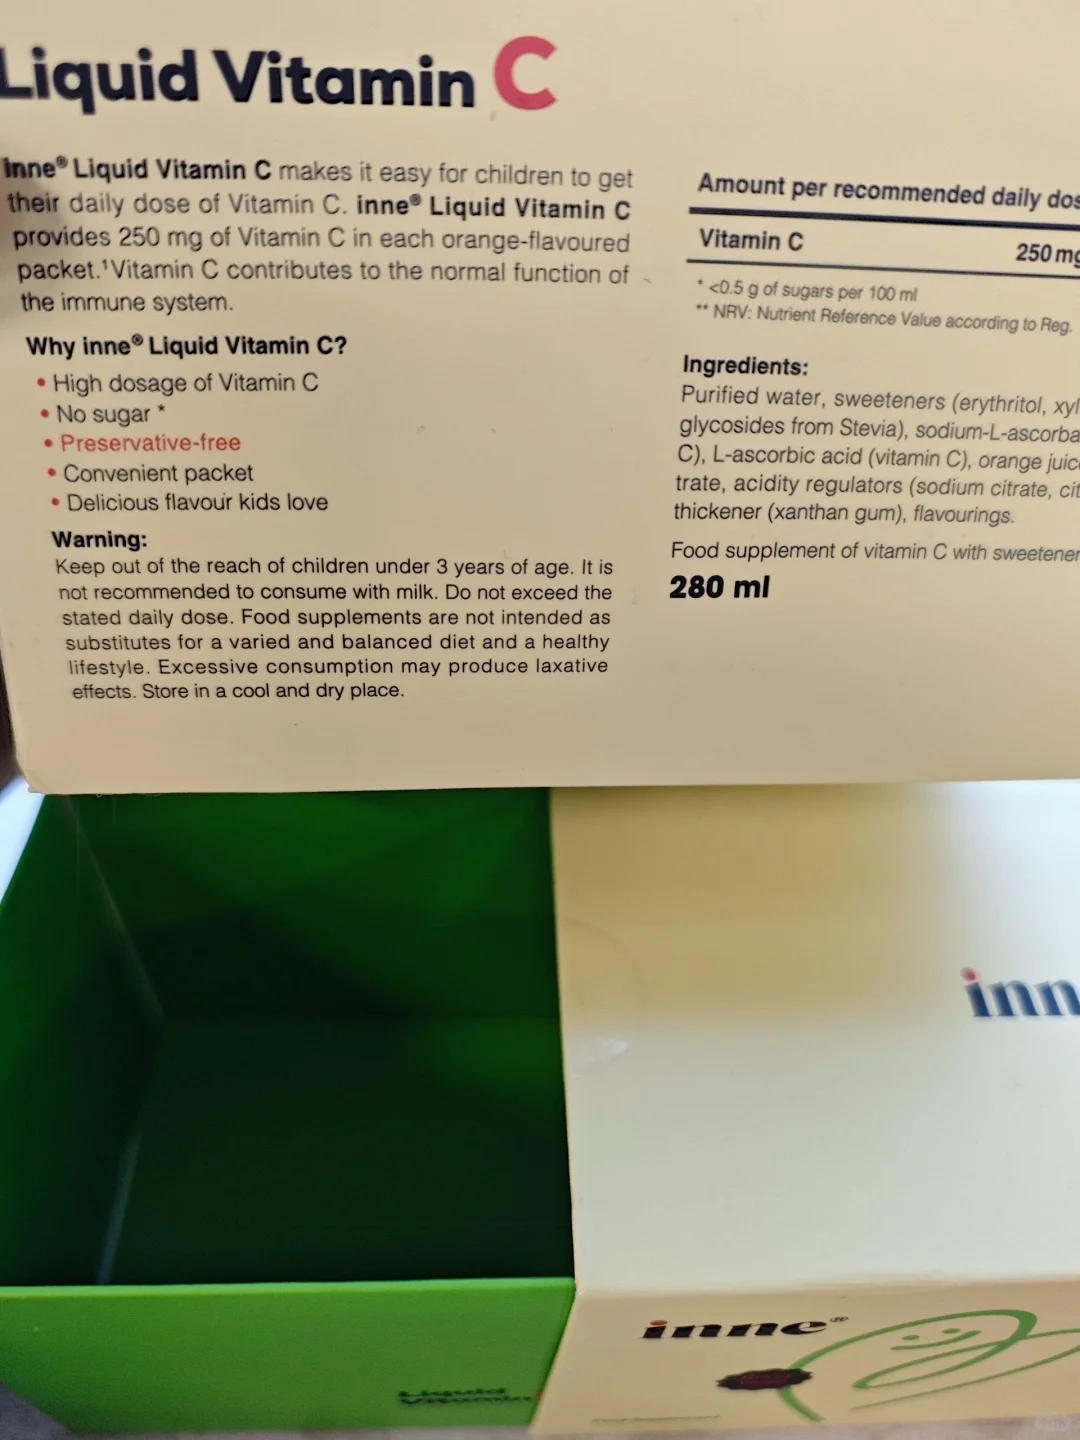 Liquid Vitamin C
inne® Liquid Vitamin C makes it easy for children to get
their daily dose of Vitamin C. inne® Liquid Vitamin C
provides 250 mg of Vitamin C in each orange-flavoured
packet.¹Vitamin C contributes to the normal function of
the immune system.
Why inne® Liquid Vitamin C?
• High dosage of Vitamin C
• No sugar *
• Preservative-free
• Convenient packet
• Delicious flavour kids love
Warning:
Keep out of the reach of children under 3 years of age. It is
not recommended to consume with milk. Do not exceed the
stated daily dose. Food supplements are not intended as
substitutes for a varied and balanced diet and a healthy
lifestyle. Excessive consumption may produce laxative
effects. Store in a cool and dry place.
Amount per recommended daily dos
Vitamin C 250 mg
* <0.5 g of sugars per 100 ml
** NRV: Nutrient Reference Value according to Reg.
Ingredients:
Purified water, sweeteners (erythritol, xyl
glycosides from Stevia), sodium-L-ascorba
C), L-ascorbic acid (vitamin C), orange juic
trate, acidity regulators (sodium citrate, cit
thickener (xanthan gum), flavourings.
Food supplement of vitamin C with sweetener
280 ml
inn
inne®
Liquid
Vitamin
Food Supplement